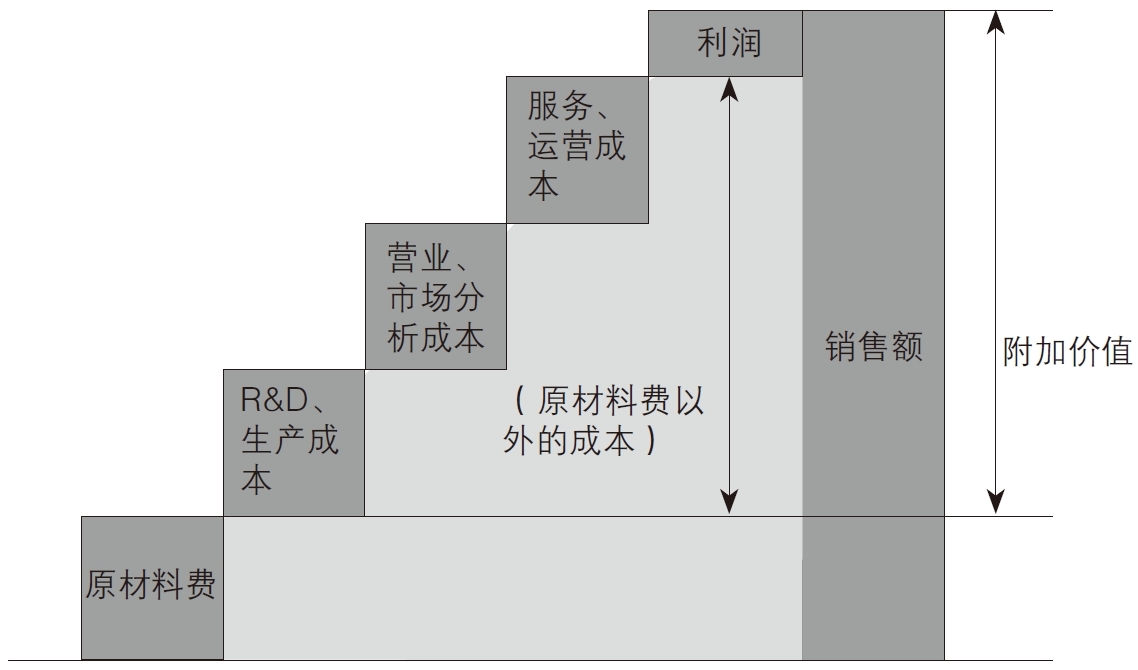 利润
服务、
运营成
本
营业、
市场分
析成本
销售额
附加价值
R&D、
生产成
本
（原材料费以
外的成本）
原材料费